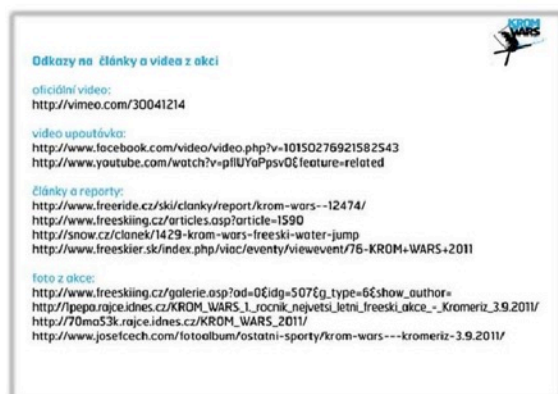 KROM
WARS
Odkazy na články a videa z akcí
oficiální video:
http://vimeo.com/30041214
video upoutávka:
http://www.facebook.com/video/video.php?v=10150276921582543
http://www.youtube.com/watch?v=pflUYaPpsv0&feature=related
články a reporty:
http://www.freeride.cz/ski/clanky/report/krom-wars--12474/
http://www.freeskiing.cz/articles.asp?article=1590
http://snow.cz/clanek/1429-krom-wars-freeski-water-jump
http://www.freeskier.sk/index.php/viac/eventy/viewevent/76-KROM+WARS+2011
foto z akce:
http://www.freeskiing.cz/galerie.asp?ad=0&idg=507&g_type=6&show_author=
http://lpepa.rajce.idnes.cz/KROM_WARS_1._rocnik_nejvetsi_letni_freeski_akce_-_Kromeriz_3.9.2011/
http://70ma53k.rajce.idnes.cz/KROM_WARS_2011/
http://www.josefcech.com/fotoalbum/ostatni-sporty/krom-wars---kromeriz-3.9.2011/